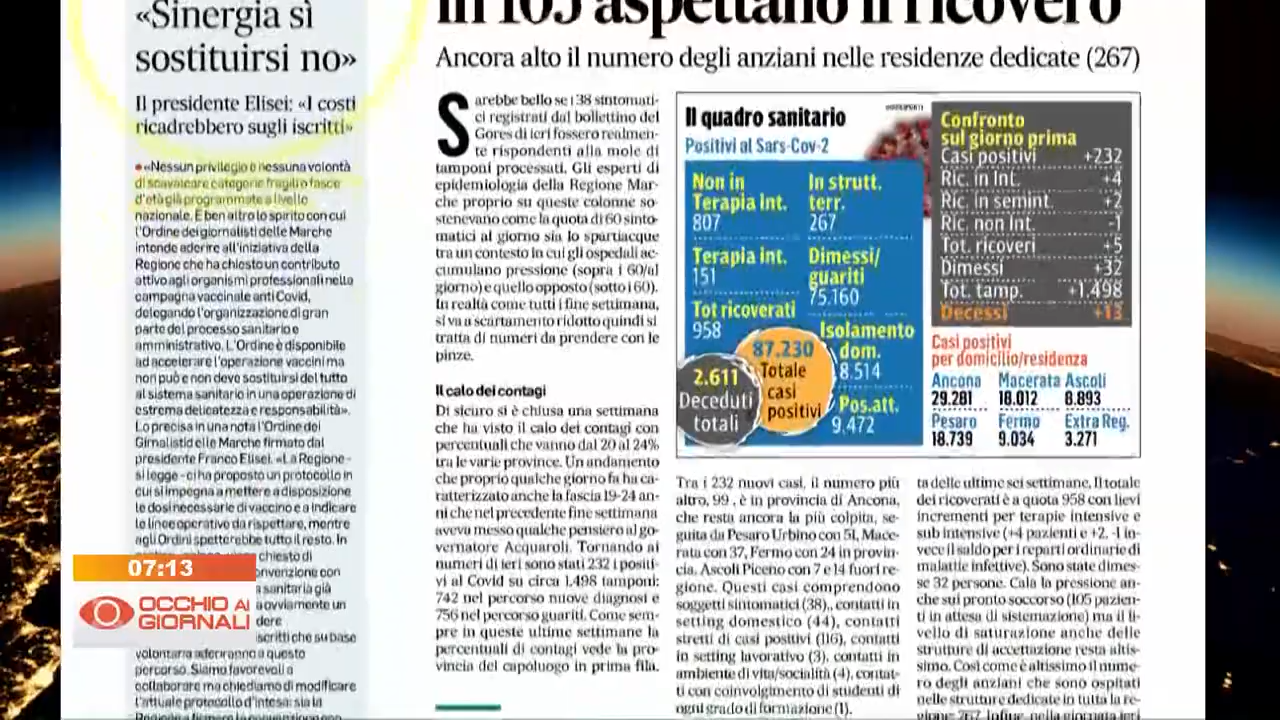 «Sinergia sì
sostituirsi no»
Il presidente Elisei: «I costi
ricadrebbero sugli iscritti»
«Nessun privilegio e nessuna volontà
di scavalcare categorie fragili o fasce
d'età già programmate a livello
nazionale. È ben altro lo spirito con cui
l'Ordine dei giornalisti delle Marche
intende aderire all'iniziativa della
Regione che ha chiesto un contributo
attivo agli organismi professionali nella
campagna vaccinale anti Covid,
delegando l'organizzazione di gran
parte del processo sanitario e
amministrativo. L'Ordine è disponibile
ad accelerare l'operazione vaccini ma
non può e non deve sostituirsi del tutto
al sistema sanitario in una operazione di
estrema delicatezza e responsabilità».
Lo precisa in una nota l'Ordine dei
Giornalisti delle Marche firmato dal
presidente Franco Elisei. «La Regione -
si legge - ci ha proposto un protocollo in
cui si impegna a mettere a disposizione
le dosi necessarie di vaccino e a indicare
le linee operative da rispettare, mentre
agli Ordini spetterebbe tutto il resto. In
chiesto di
onvenzione con
a sanitaria già
a ovviamente un
dere
iscritti che su base
volontaria aderiranno a questo
percorso. Siamo favorevoli a
collaborare ma chiediamo di modificare
l'attuale protocollo d'intesa: sia la
07:13
OCCHIO AI
GIORNALI
in 105 aspettano il ricovero
Ancora alto il numero degli anziani nelle residenze dedicate (267)
Sarebbe bello se i 38 sintomati-
ci registrati dal bollettino del
Gores di ieri fossero realmen-
te rispondenti alla mole di
tamponi processati. Gli esperti di
epidemiologia della Regione Mar-
che proprio su queste colonne so-
stenevano come la quota di 60 sinto-
matici al giorno sia lo spartiacque
tra un contesto in cui gli ospedali ac-
cumulano pressione (sopra i 60/al
giorno) e quello opposto (sotto i 60).
In realtà come tutti i fine settimana,
si va a scartamento ridotto quindi si
tratta di numeri da prendere con le
pinze.
Il calo dei contagi
Di sicuro si è chiusa una settimana
che ha visto il calo dei contagi con
percentuali che vanno dal 20 al 24%
tra le varie province. Un andamento
che proprio qualche giorno fa ha ca-
ratterizzato anche la fascia 19-24 an-
ni che nel precedente fine settimana
aveva messo qualche pensiero al go-
vernatore Acquaroli. Tornando ai
numeri di ieri sono stati 232 i positi-
vi al Covid su circa 1.498 tamponi:
742 nel percorso nuove diagnosi e
756 nel percorso guariti. Come sem-
pre in queste ultime settimane la
percentuali di contagi vede la pro-
vincia del capoluogo in prima fila.
Il quadro sanitario
Positivi al Sars-Cov-2
Non in
Terapia Int.
807
Terapia Int.
151
Tot ricoverati
958
In strutt.
terr.
267
Dimessi/
guariti
75.160
Isolamento
dom.
8.514
Pos.att.
9.472
87.230
Totale
casi
positivi
2.611
Deceduti
totali
Confronto
sul giorno prima
Casi positivi +232
Ric. in Int. +4
Ric. in semint. +2
Ric. non Int. -1
Tot. ricoveri +5
Dimessi +32
Tot. tamp. +1.498
Decessi +13
Casi positivi
per domicilio/residenza
Ancona Macerata Ascoli
29.281 18.012 8.893
Pesaro Fermo Extra Reg.
18.739 9.034 3.271
Tra i 232 nuovi casi, il numero più
altro, 99 , è in provincia di Ancona,
che resta ancora la più colpita, se-
guita da Pesaro Urbino con 51, Mace-
rata con 37, Fermo con 24 in provin-
cia, Ascoli Piceno con 7 e 14 fuori re-
gione. Questi casi comprendono
soggetti sintomatici (38),, contatti in
setting domestico (44), contatti
stretti di casi positivi (116), contatti
in setting lavorativo (3), contatti in
ambiente di vita/socialità (4), contat-
ti con coinvolgimento di studenti di
ogni grado di formazione (1).
ta delle ultime sei settimane. Il totale
dei ricoverati è a quota 958 con lievi
incrementi per terapie intensive e
sub intensive (+4 pazienti e +2, -1 in-
vece il saldo per i reparti ordinario di
malattie infettive). Sono state dimes-
se 32 persone. Cala la pressione an-
che sui pronto soccorso (105 pazien-
ti in attesa di sistemazione) ma il li-
vello di saturazione anche delle
strutture di accettazione resta altis-
simo. Così come è altissimo il nume-
ro degli anziani che sono ospitati
nelle strutture dedicate in tutta la re-
gione 267. Infine, nella giornata ieri